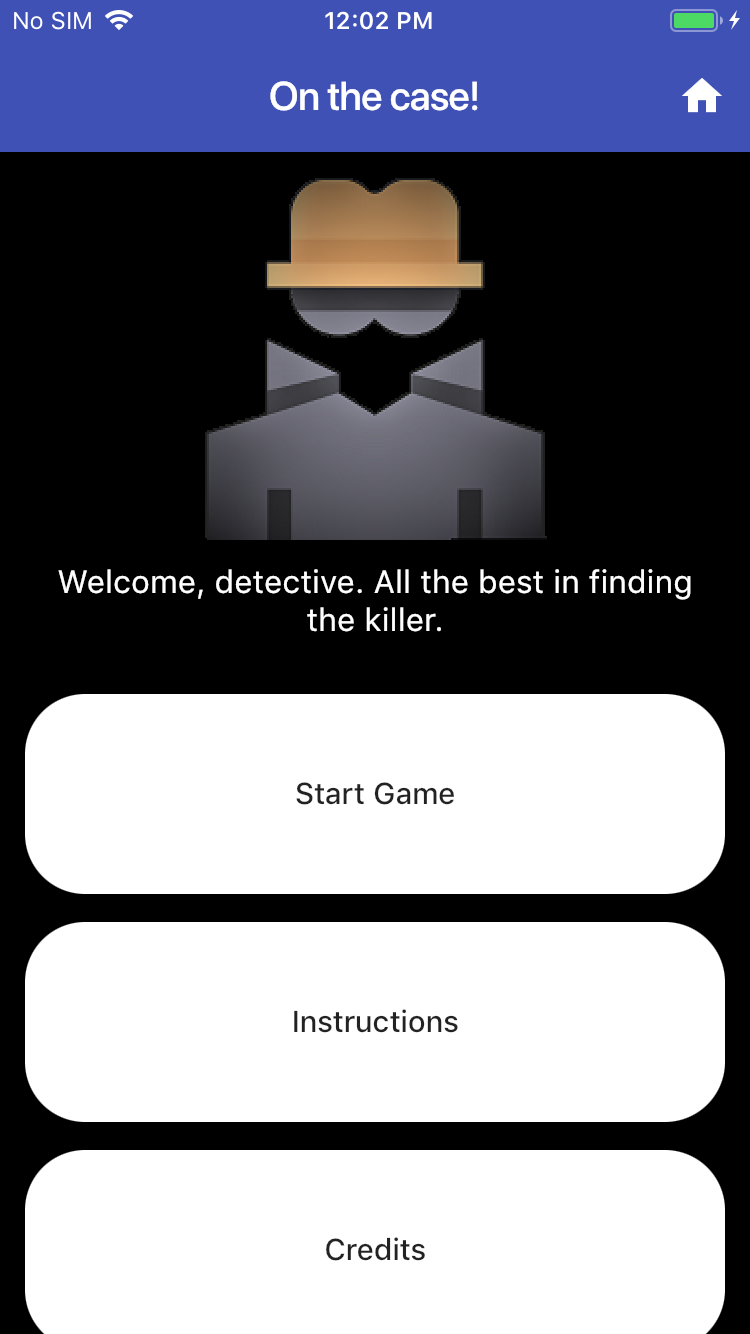 No SIM 12:02 PM
On the case!
Welcome, detective. All the best in finding
the killer.
Start Game
Instructions
Credits